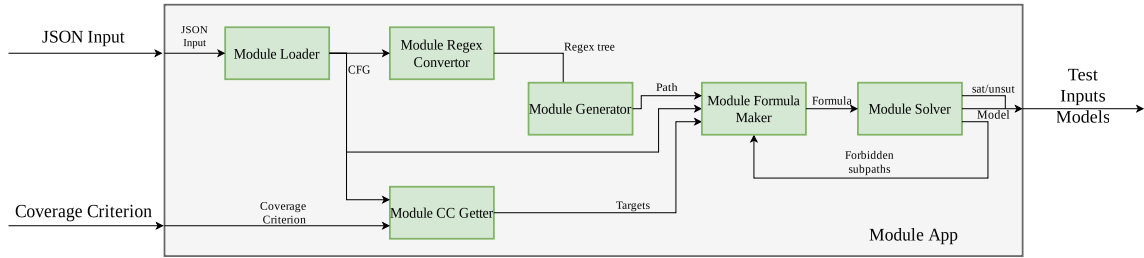 JSON Input
JSON
Input
Module Loader
CFG
Module Regex
Convertor
Regex tree
Module Generator
Path
Module Formula
Maker
Formula
Module Solver
sat/unsut
Model
Forbidden
subpaths
Test
Inputs
Models
Coverage Criterion
Coverage
Criterion
Module CC Getter
Targets
Module App